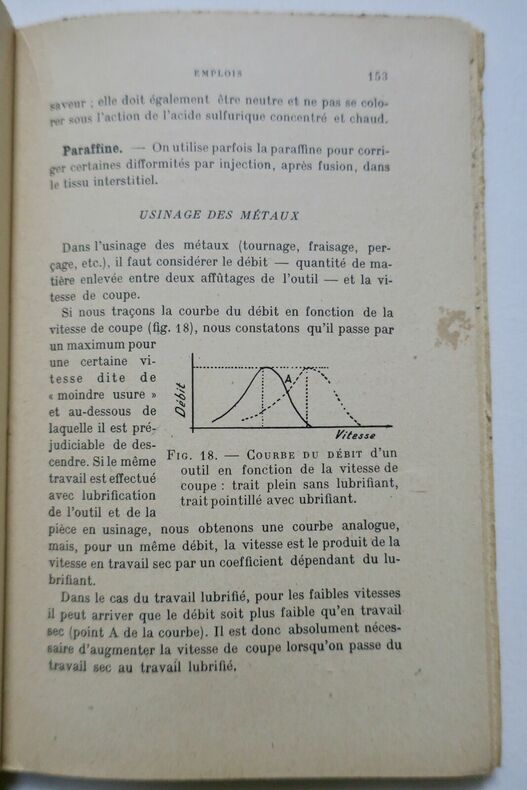 EMPLOIS 153
saveur ; elle doit également être neutre et ne pas se colo-
rer sous l'action de l'acide sulfurique concentré et chaud.
Paraffine. — On utilise parfois la paraffine pour corri-
ger certaines difformités par injection, après fusion, dans
le tissu interstitiel.
USINAGE DES MÉTAUX
Dans l'usinage des métaux (tournage, fraisage, per-
çage, etc.), il faut considérer le débit — quantité de ma-
tière enlevée entre deux affûtages de l'outil — et la vi-
tesse de coupe.
Si nous traçons la courbe du débit en fonction de la
vitesse de coupe (fig. 18), nous constatons qu'il passe par
un maximum pour
une certaine vi-
tesse dite de
« moindre usure »
et au-dessous de
laquelle il est pré-
judiciable de des-
cendre. Si le même
travail est effectué
avec lubrification
de l'outil et de la
Débit
A
Vitesse
FIG. 18. — COURBE DU DÉBIT d'un
outil en fonction de la vitesse de
coupe : trait plein sans lubrifiant,
trait pointillé avec ubrifiant.
pièce en usinage, nous obtenons une courbe analogue,
mais, pour un même débit, la vitesse est le produit de la
vitesse en travail sec par un coefficient dépendant du lu-
brifiant.
Dans le cas du travail lubrifié, pour les faibles vitesses
il peut arriver que le débit soit plus faible qu'en travail
sec (point A de la courbe). Il est donc absolument néces-
saire d'augmenter la vitesse de coupe lorsqu'on passe du
travail sec au travail lubrifié.